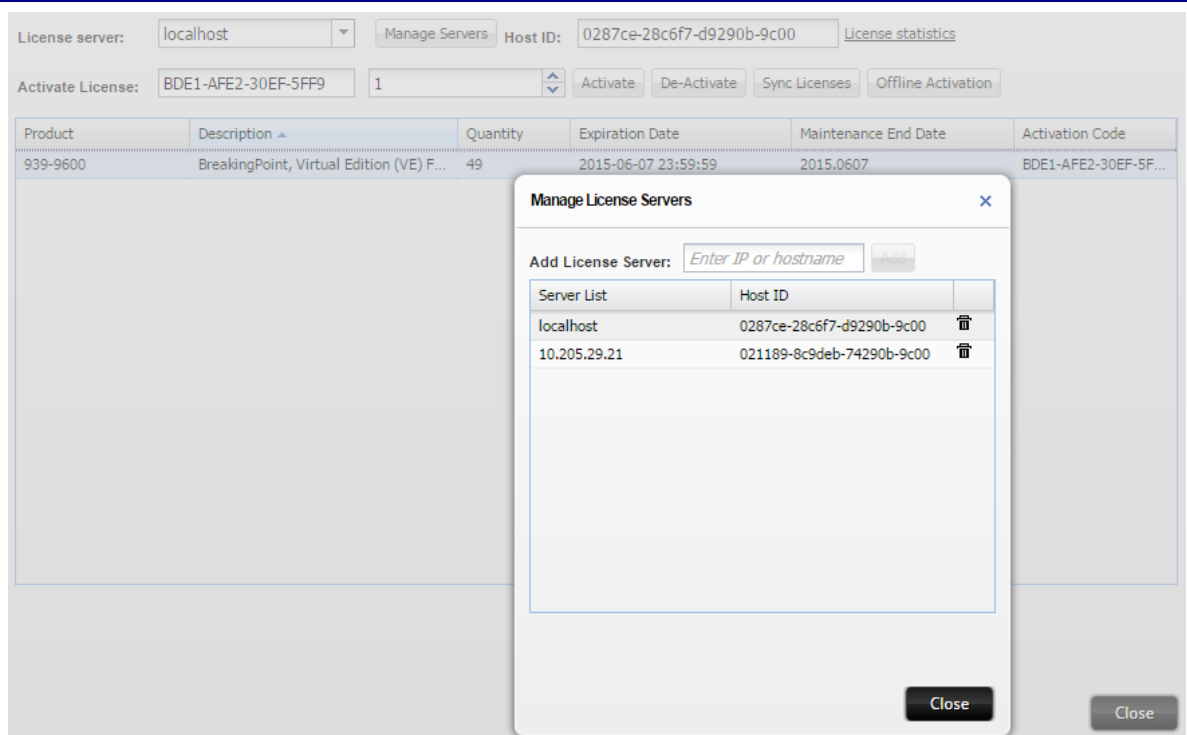 License server: localhost Manage Servers Host ID: 0287ce-28c6f7-d9290b-9c00 License statistics
Activate License: BDE1-AFE2-30EF-5FF9 1 Activate De-Activate Sync Licenses Offline Activation
Product Description Quantity Expiration Date Maintenance End Date Activation Code
939-9600 BreakingPoint, Virtual Edition (VE) F... 49 2015-06-07 23:59:59 2015.0607 BDE1-AFE2-30EF-5F...
Manage License Servers
Add License Server: Enter IP or hostname Add
Server List Host ID
localhost 0287ce-28c6f7-d9290b-9c00
10.205.29.21 021189-8c9deb-74290b-9c00
Close
Close